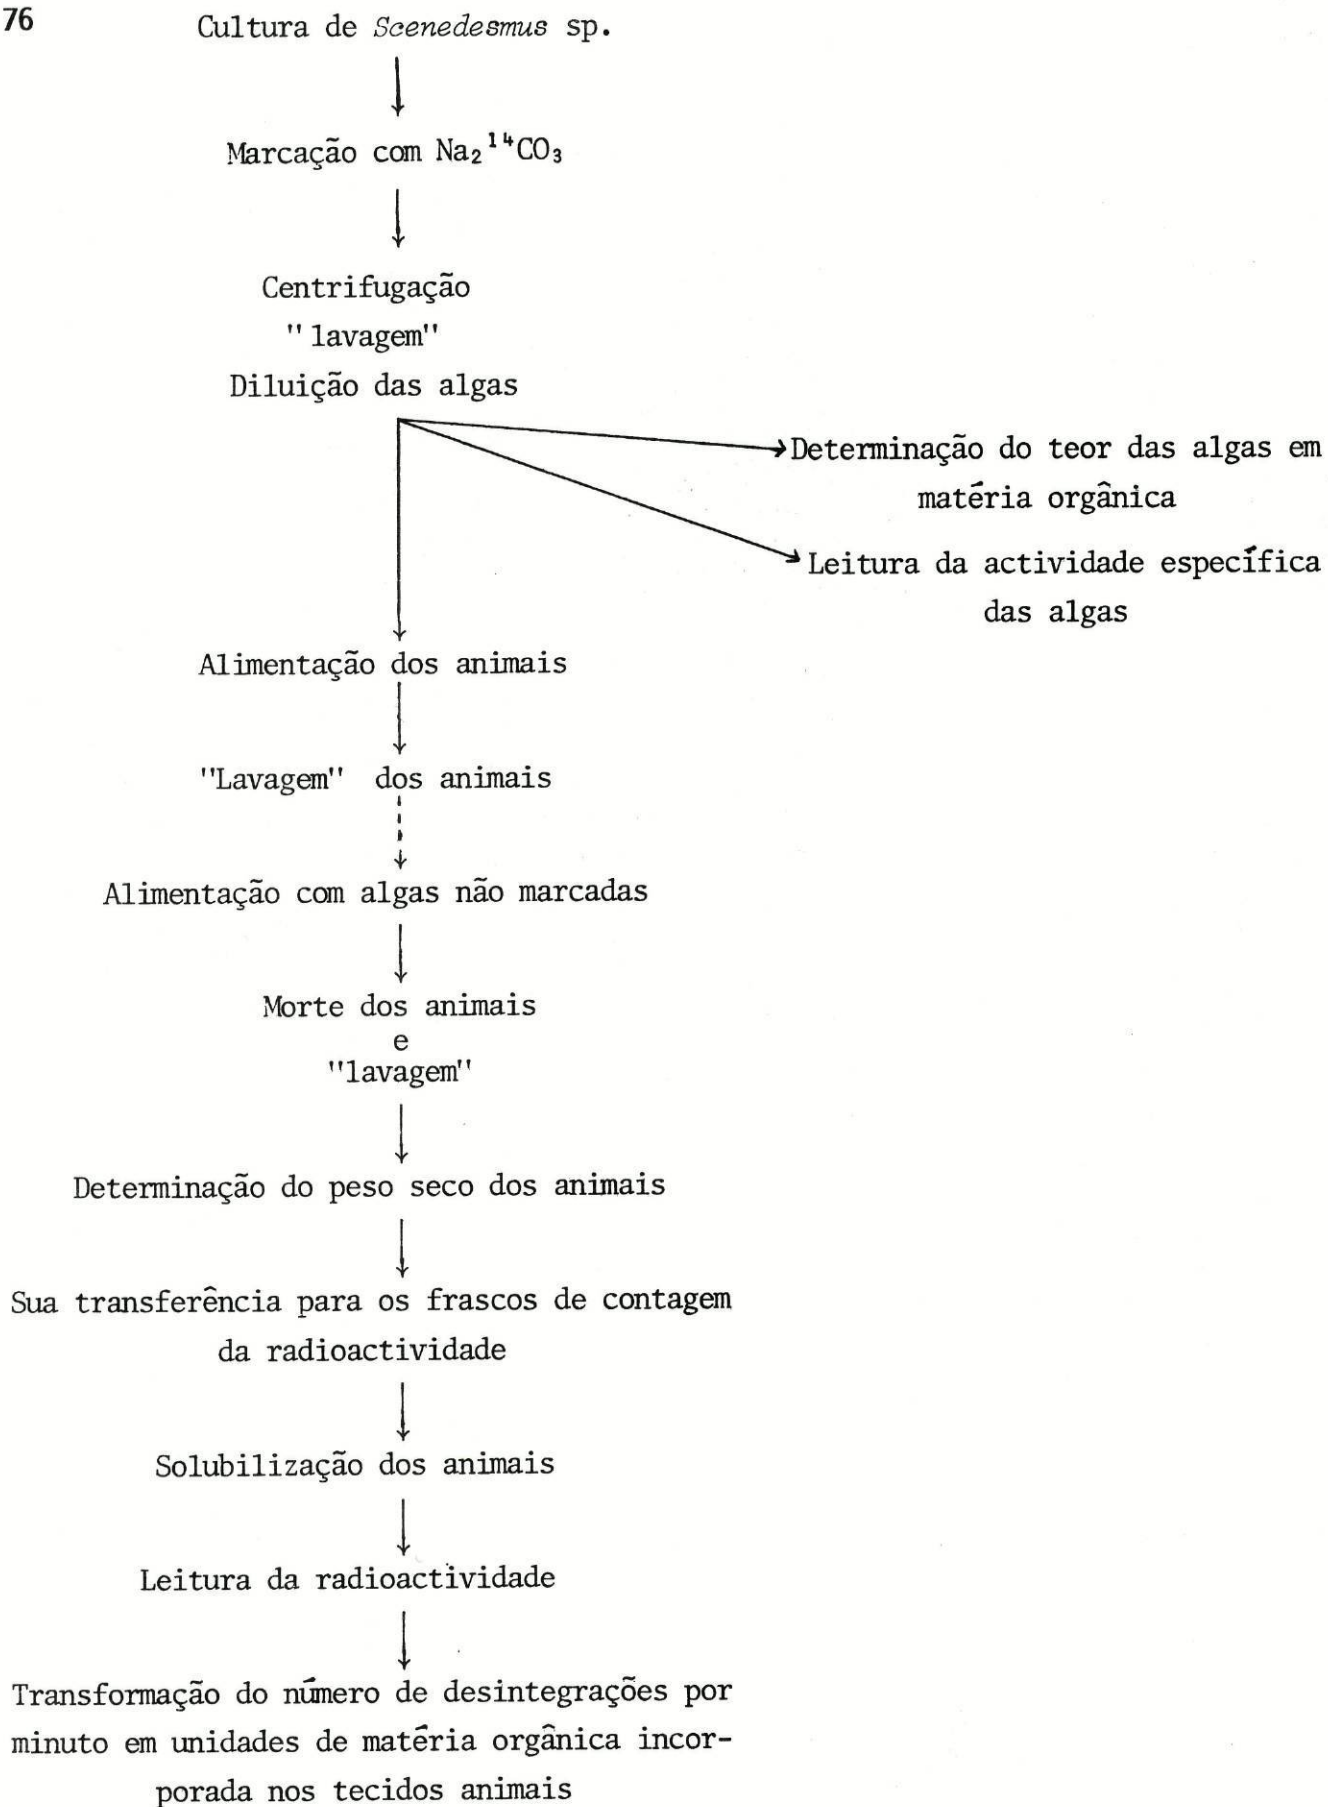 76
Cultura de Scenedesmus sp.
Marcação com Na₂¹⁴CO₃
Centrifugação
"lavagem"
Diluição das algas
Determinação do teor das algas em
matéria orgânica
Leitura da actividade específica
das algas
Alimentação dos animais
"Lavagem" dos animais
Alimentação com algas não marcadas
Morte dos animais
e
"lavagem"
Determinação do peso seco dos animais
Sua transferência para os frascos de contagem
da radioactividade
Solubilização dos animais
Leitura da radioactividade
Transformação do número de desintegrações por
minuto em unidades de matéria orgânica incor-
porada nos tecidos animais